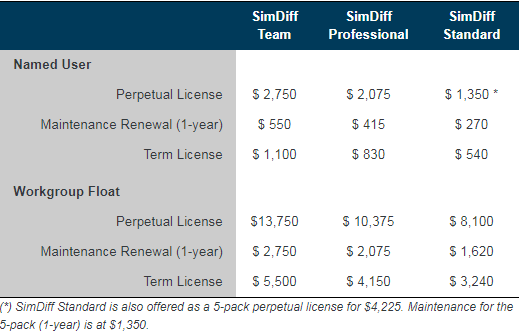 SimDiff Team SimDiff Professional SimDiff Standard
Named User
Perpetual License $ 2,750 $ 2,075 $ 1,350 *
Maintenance Renewal (1-year) $ 550 $ 415 $ 270
Term License $ 1,100 $ 830 $ 540
Workgroup Float
Perpetual License $13,750 $ 10,375 $ 8,100
Maintenance Renewal (1-year) $ 2,750 $ 2,075 $ 1,620
Term License $ 5,500 $ 4,150 $ 3,240
(*) SimDiff Standard is also offered as a 5-pack perpetual license for $4,225. Maintenance for the
5-pack (1-year) is at $1,350.